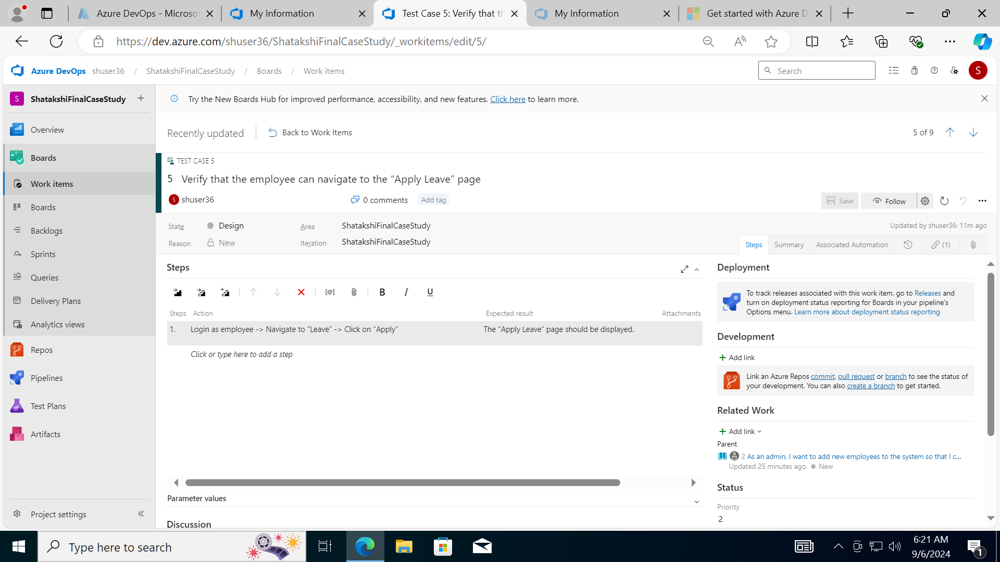 Azure DevOps - Microsof
My Information
Test Case 5: Verify that th
My Information
Get started with Azure D
https://dev.azure.com/shuser36/ShatakshiFinalCaseStudy/_workitems/edit/5/
Azure DevOps shuser36 / ShatakshiFinalCaseStudy / Boards / Work items
Search
S
S ShatakshiFinalCaseStudy +
Try the New Boards Hub for improved performance, accessibility, and new features. Click here to learn more.
Overview
Boards
Work items
Boards
Backlogs
Sprints
Queries
Delivery Plans
Analytics views
Repos
Pipelines
Test Plans
Artifacts
Project settings
Recently updated
Back to Work Items
5 of 9
TEST CASE 5
5 Verify that the employee can navigate to the “Apply Leave” page
S shuser36
0 comments
Add tag
Save
Follow
State Design
Area ShatakshiFinalCaseStudy
Updated by shuser36: 11m ago
Reason New
Iteration ShatakshiFinalCaseStudy
Steps
Summary
Associated Automation
(1)
Steps
[@] B I U
Steps Action Expected result Attachments
1. Login as employee -> Navigate to “Leave” -> Click on “Apply” The “Apply Leave” page should be displayed.
Click or type here to add a step
Parameter values
Discussion
Deployment
To track releases associated with this work item, go to Releases and
turn on deployment status reporting for Boards in your pipeline's
Options menu. Learn more about deployment status reporting
Development
+ Add link
Link an Azure Repos commit, pull request or branch to see the status of
your development. You can also create a branch to get started.
Related Work
+ Add link
Parent
2 As an admin, I want to add new employees to the system so that I c...
Updated 25 minutes ago, New
Status
Priority
2
Type here to search
6:21 AM
9/6/2024
1